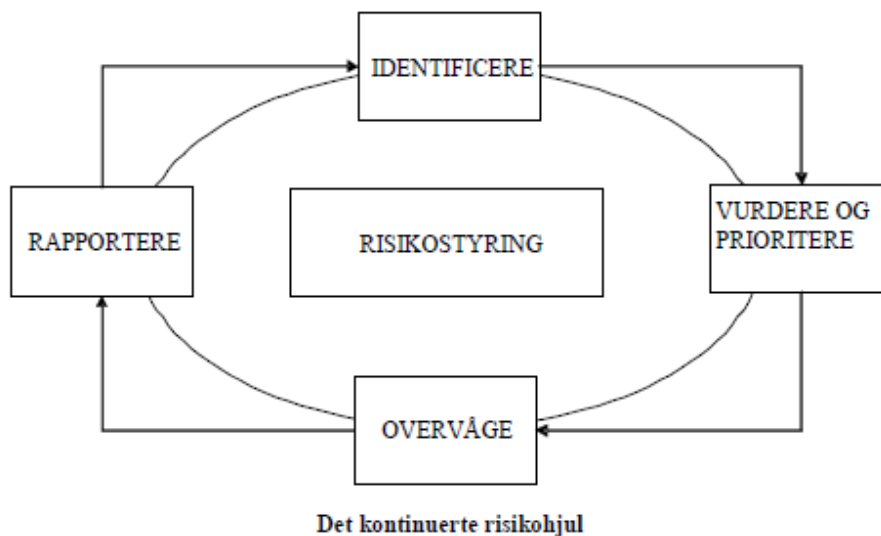 IDENTIFICERE
VURDERE OG
PRIORITERE
RAPPORTERE
RISIKOSTYRING
OVERVÅGE
Det kontinuerte risikohjul